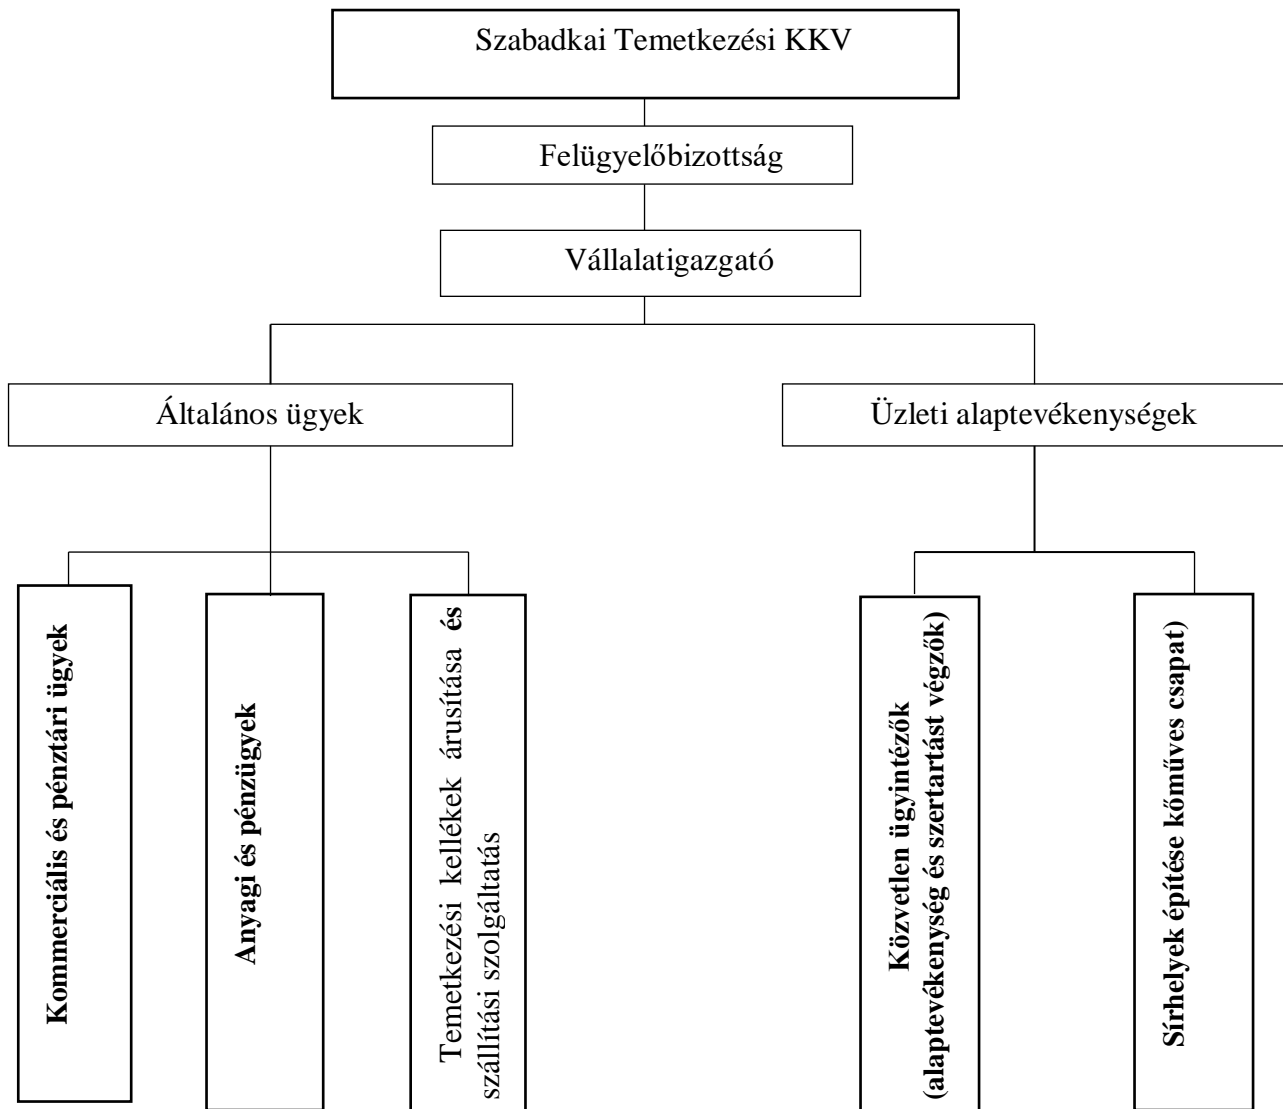 Szabadkai Temetkezési KKV
Felügyelőbizottság
Vállalatigazgató
Általános ügyek
Üzleti alaptevékenységek
Kommerciális és pénztári ügyek
Anyagi és pénzügyek
Temetkezési kellékek árusítása és
szállítási szolgáltatás
Közvetlen ügyintézők
(alaptevékenység és szertartást végzők)
Sírhelyek építése kőműves csapat)